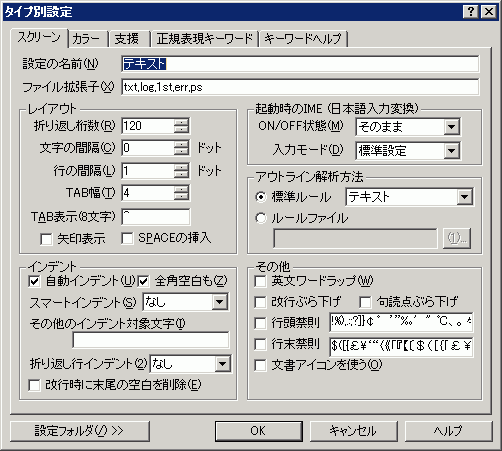 タイプ別設定
スクリーン カラー 支援 正規表現キーワード キーワードヘルプ
設定の名前(N) テキスト
ファイル拡張子(X) txt,log,1st,err,ps
レイアウト
折り返し桁数(R) 120
文字の間隔(C) 0 ドット
行の間隔(L) 1 ドット
TAB幅(T) 4
TAB表示(8文字) ^
矢印表示 SPACEの挿入
起動時のIME (日本語入力変換)
ON/OFF状態(M) そのまま
入力モード(D) 標準設定
アウトライン解析方法
標準ルール テキスト
ルールファイル
(1)...
インデント
自動インデント(U) 全角空白も(Z)
スマートインデント(S) なし
その他のインデント対象文字(I)
折り返し行インデント(2) なし
改行時に末尾の空白を削除(E)
その他
英文ワードラップ(W)
改行ぶら下げ 句読点ぶら下げ
行頭禁則
行末禁則
文書アイコンを使う(O)
設定フォルダ(/) >> OK キャンセル ヘルプ